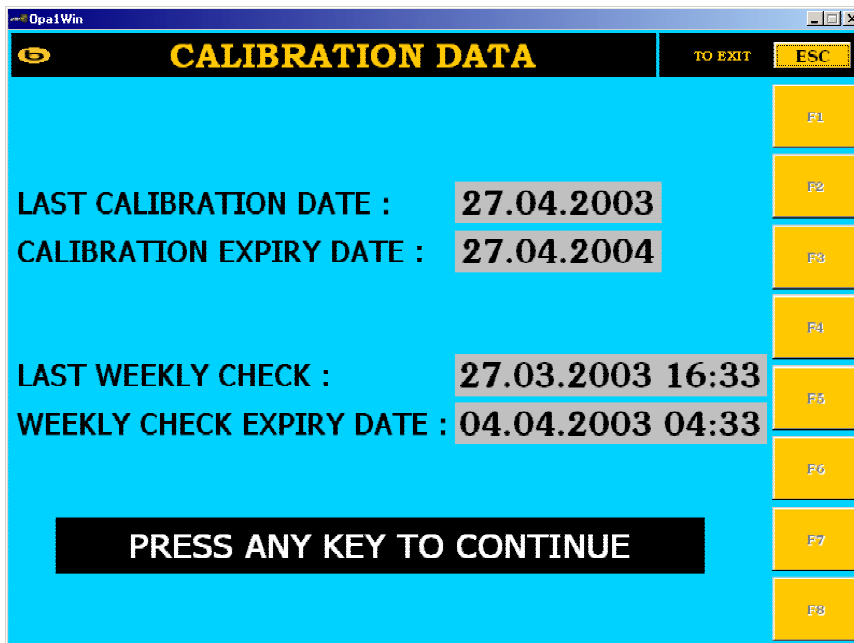 Opa1Win
CALIBRATION DATA
TO EXIT
ESC
F1
F2
LAST CALIBRATION DATE : 27.04.2003
CALIBRATION EXPIRY DATE : 27.04.2004
F3
F4
LAST WEEKLY CHECK : 27.03.2003 16:33
F5
WEEKLY CHECK EXPIRY DATE : 04.04.2003 04:33
F6
PRESS ANY KEY TO CONTINUE
F7
F8